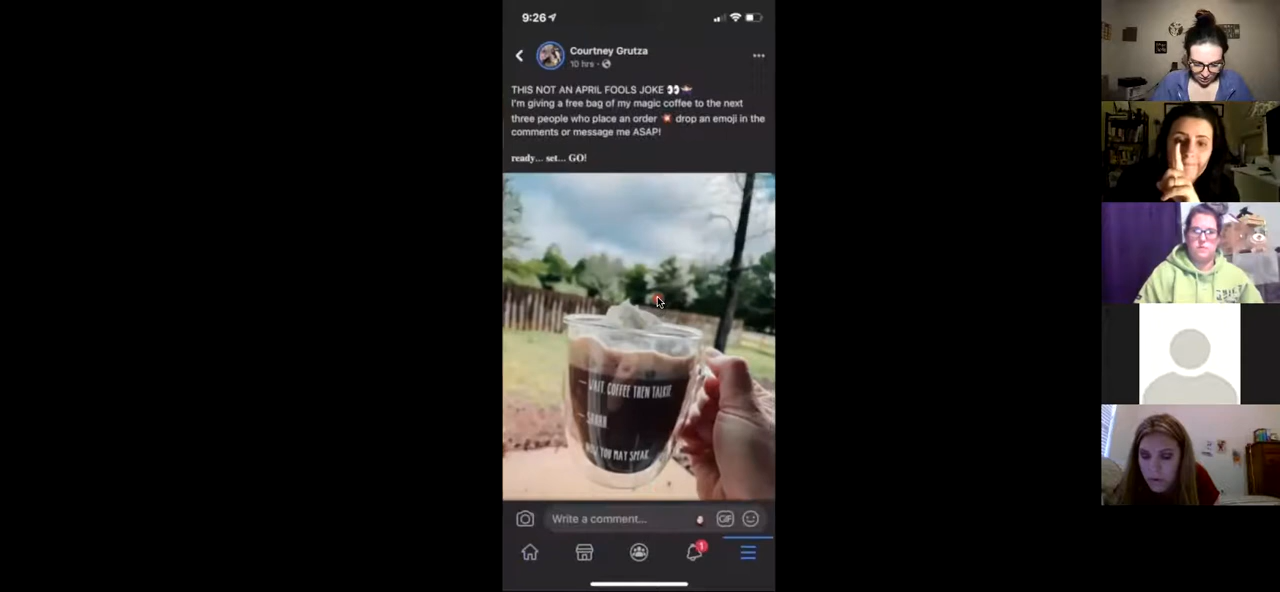 9:26
Courtney Grutza
10 hrs ·
THIS NOT AN APRIL FOOLS JOKE 👀
I'm giving a free bag of my magic coffee to the next
three people who place an order 💥 drop an emoji in the
comments or message me ASAP!
ready... set... GO!
WAIT. COFFEE THEN TALKIE
SHHHH
YOU MAY SPEAK
Write a comment...
GIF
1